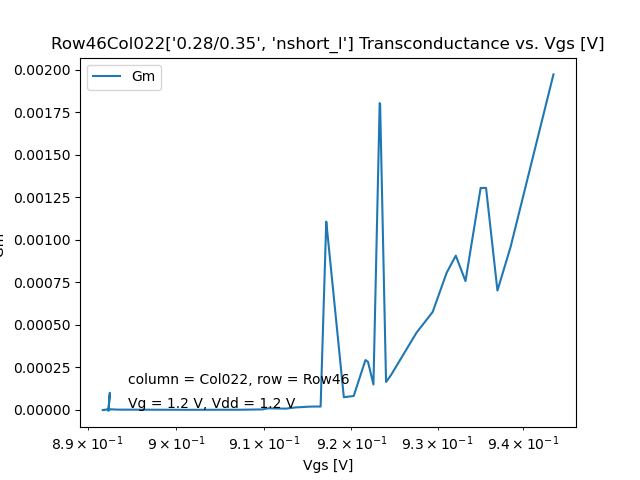 Row46Col022['0.28/0.35', 'nshort_l'] Transconductance vs. Vgs [V]
Gm
0.00200
0.00175
0.00150
0.00125
0.00100
0.00075
0.00050
0.00025
0.00000
column = Col022, row = Row46
Vg = 1.2 V, Vdd = 1.2 V
8.9 × 10⁻¹ 9 × 10⁻¹ 9.1 × 10⁻¹ 9.2 × 10⁻¹ 9.3 × 10⁻¹ 9.4 × 10⁻¹
Vgs [V]